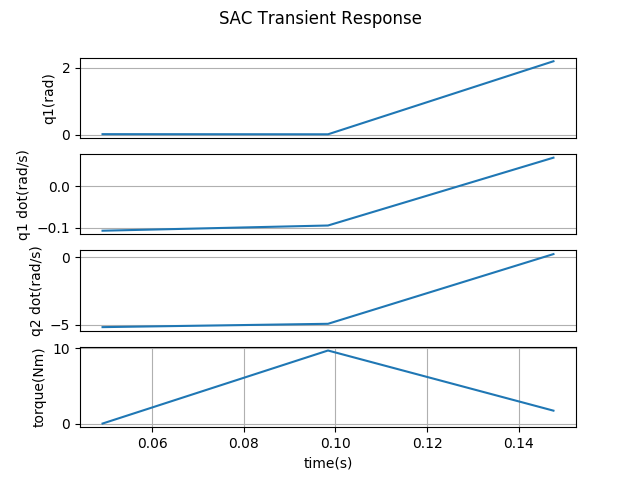 SAC Transient Response
2
0
q1(rad)
0.0
−0.1
q1 dot(rad/s)
0
−5
q2 dot(rad/s)
10
0
torque(Nm)
0.06 0.08 0.10 0.12 0.14
time(s)